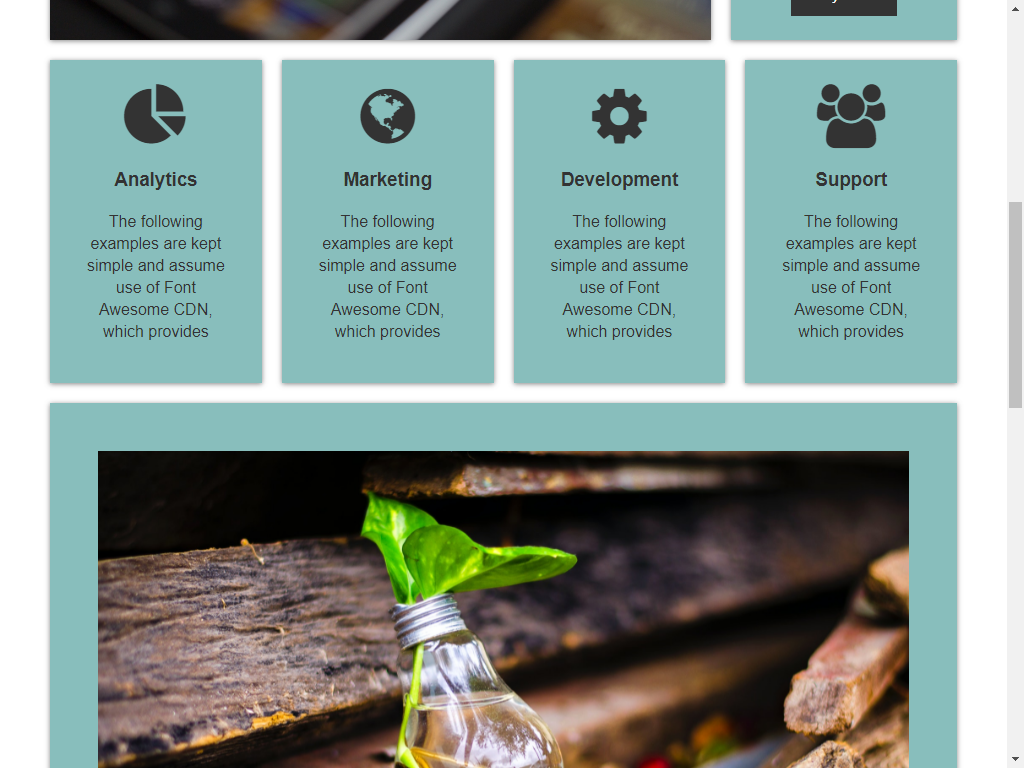 Analytics
The following
examples are kept
simple and assume
use of Font
Awesome CDN,
which provides
Marketing
The following
examples are kept
simple and assume
use of Font
Awesome CDN,
which provides
Development
The following
examples are kept
simple and assume
use of Font
Awesome CDN,
which provides
Support
The following
examples are kept
simple and assume
use of Font
Awesome CDN,
which provides